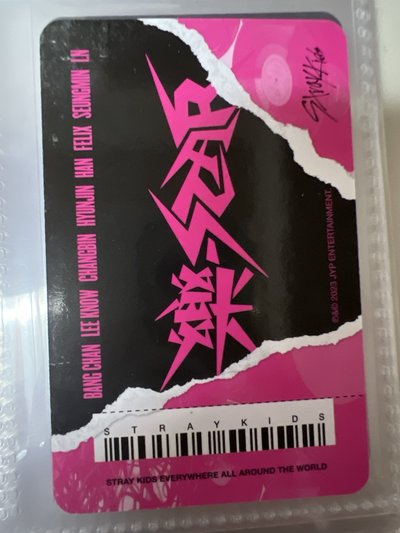 StrayKids
樂-STAR
BANG CHAN LEE KNOW CHANGBIN HYUNJIN HAN FELIX SEUNGMIN I.N
℗&© 2023 JYP ENTERTAINMENT.
STRAYKIDS
STRAY KIDS EVERYWHERE ALL AROUND THE WORLD